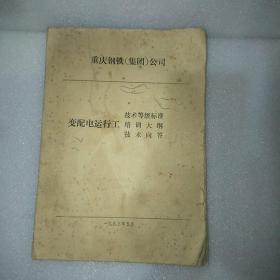 重庆钢铁(集团)公司
变配电运行工
技术等级标准
培训大纲
技术问答